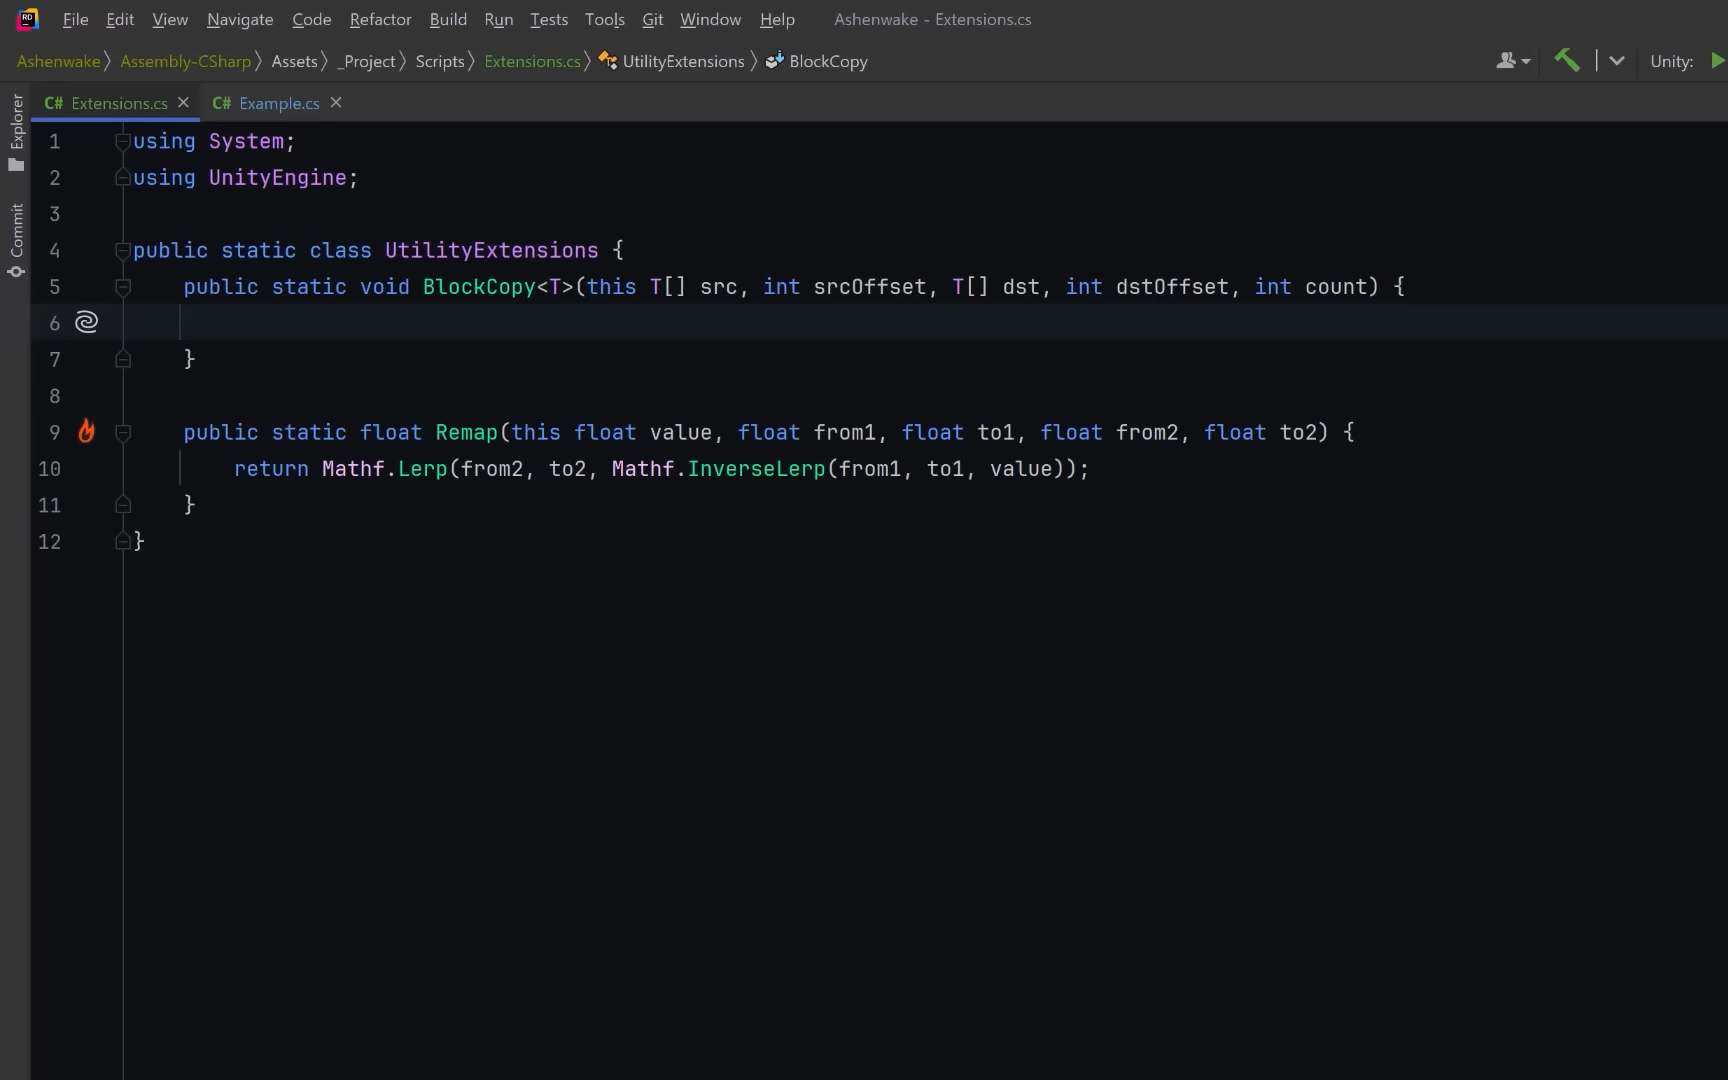 RD File Edit View Navigate Code Refactor Build Run Tests Tools Git Window Help Ashenwake - Extensions.cs
Ashenwake Assembly-CSharp Assets _Project Scripts Extensions.cs UtilityExtensions BlockCopy Unity:
C# Extensions.cs C# Example.cs
Explorer
Commit
1 using System;
2 using UnityEngine;
3
4 public static class UtilityExtensions {
5 public static void BlockCopy<T>(this T[] src, int srcOffset, T[] dst, int dstOffset, int count) {
6
7 }
8
9 public static float Remap(this float value, float from1, float to1, float from2, float to2) {
10 return Mathf.Lerp(from2, to2, Mathf.InverseLerp(from1, to1, value));
11 }
12 }